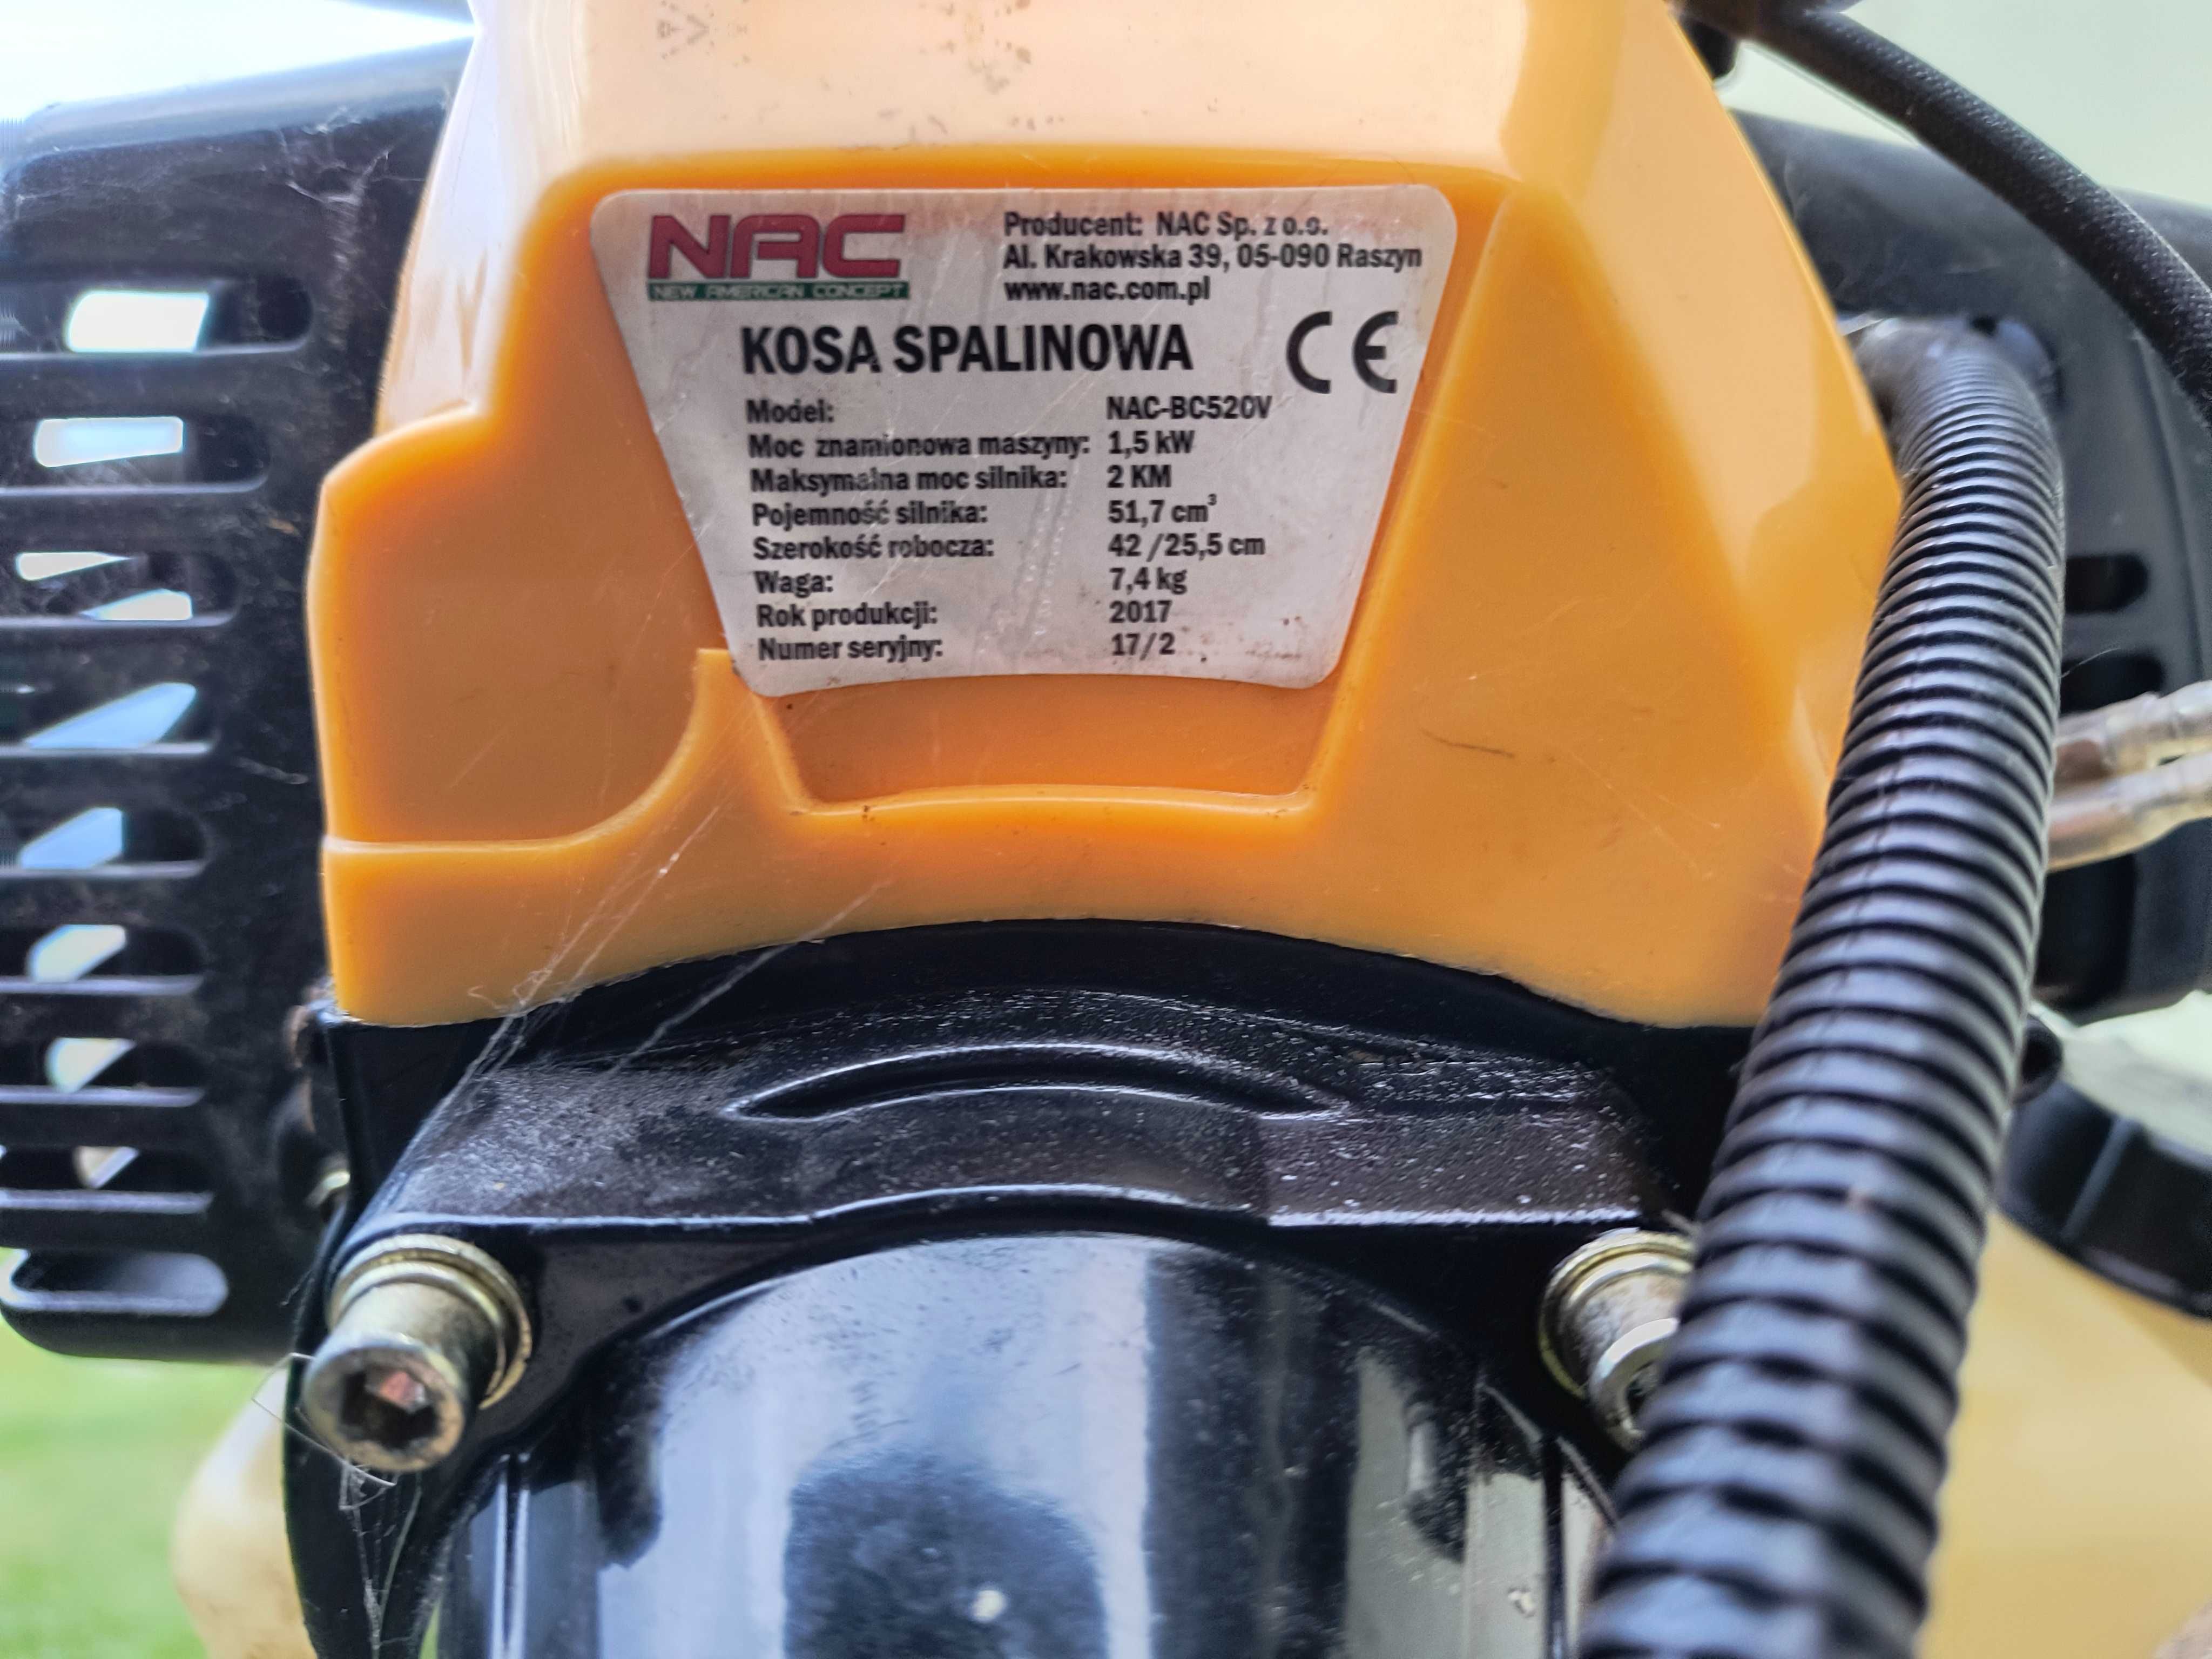 NAC
NEW AMERICAN CONCEPT
Producent: NAC Sp. z o.o.
Al. Krakowska 39, 05-090 Raszyn
www.nac.com.pl
KOSA SPALINOWA CE
Model: NAC-BC520V
Moc znamionowa maszyny: 1,5 kW
Maksymalna moc silnika: 2 KM
Pojemność silnika: 51,7 cm³
Szerokość robocza: 42 /25,5 cm
Waga: 7,4 kg
Rok produkcji: 2017
Numer seryjny: 17/2